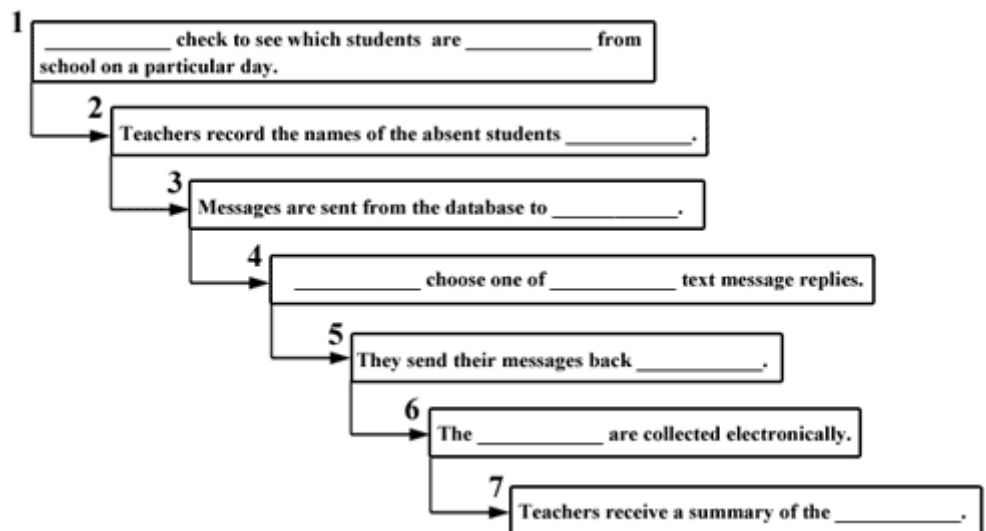 1
____________ check to see which students are ____________ from
school on a particular day.
2
Teachers record the names of the absent students ____________.
3
Messages are sent from the database to ____________.
4
____________ choose one of ____________ text message replies.
5
They send their messages back ____________.
6
The ____________ are collected electronically.
7
Teachers receive a summary of the ____________.